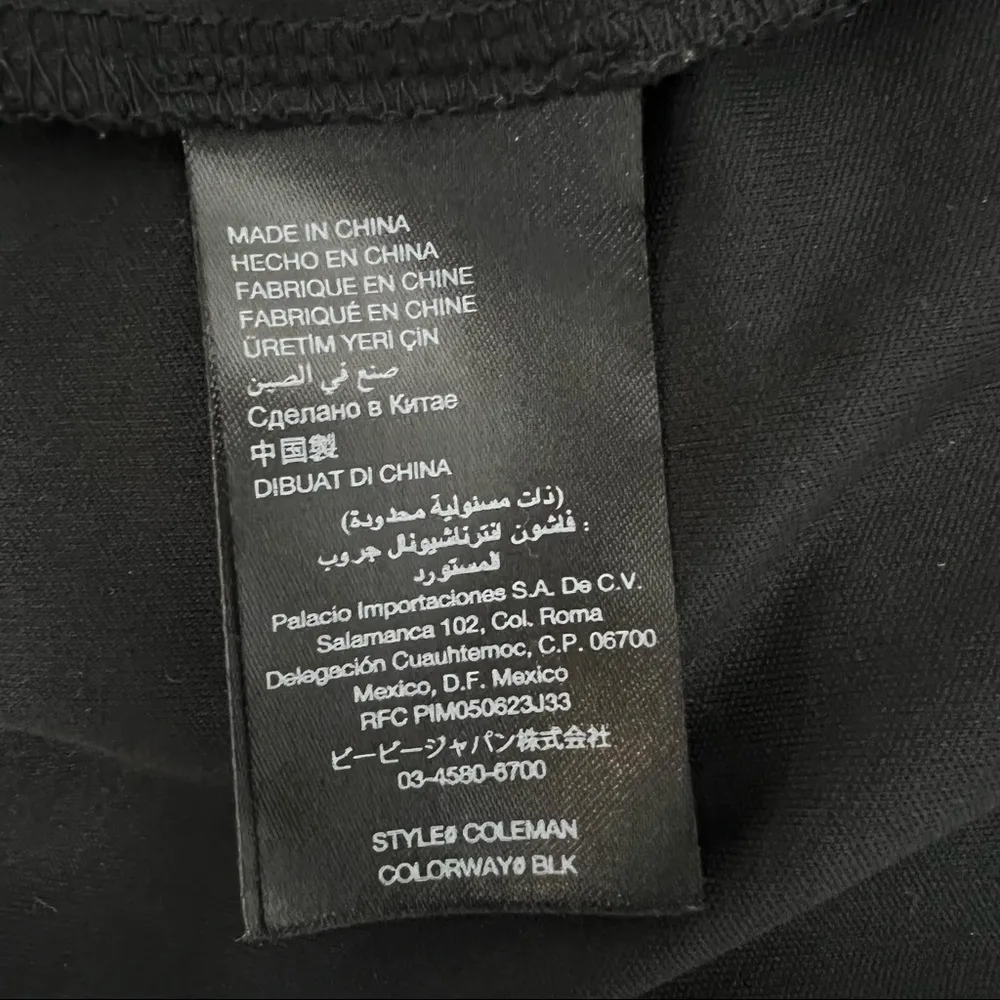 MADE IN CHINA
HECHO EN CHINA
FABRIQUE EN CHINE
FABRIQUÉ EN CHINE
ÜRETİM YERİ ÇİN
صنع في الصين
Сделано в Китае
中国製
DIBUAT DI CHINA
(ذات مسئولية محدودة)
فاشون انترناشيونال جروب :
المستورد
Palacio Importaciones S.A. De C.V.
Salamanca 102, Col. Roma
Delegación Cuauhtemoc, C.P. 06700
Mexico, D.F. Mexico
RFC PIM050623J33
ビービージャパン株式会社
03-4580-6700
STYLE# COLEMAN
COLORWAY# BLK